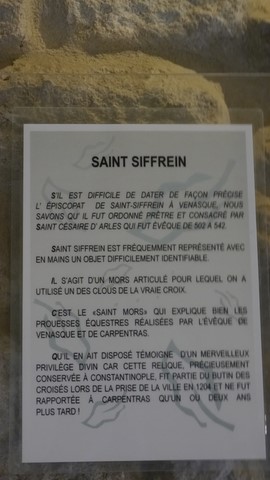 SAINT SIFFREIN
S'IL EST DIFFICILE DE DATER DE FAÇON PRÉCISE
L' ÉPISCOPAT DE SAINT-SIFFREIN À VENASQUE, NOUS
SAVONS QU' IL FUT ORDONNÉ PRÊTRE ET CONSACRÉ PAR
SAINT CÉSAIRE D' ARLES QUI FUT ÉVÊQUE DE 502 A 542.
SAINT SIFFREIN EST FRÉQUEMMENT REPRÉSENTÉ AVEC
EN MAINS UN OBJET DIFFICILEMENT IDENTIFIABLE.
IL S'AGIT D'UN MORS ARTICULÉ POUR LEQUEL ON A
UTILISÉ UN DES CLOUS DE LA VRAIE CROIX.
C'EST LE «SAINT MORS» QUI EXPLIQUE BIEN LES
PROUESSES ÉQUESTRES RÉALISÉES PAR L'ÉVÊQUE DE
VENASQUE ET DE CARPENTRAS.
QU'IL EN AIT DISPOSÉ TÉMOIGNE D'UN MERVEILLEUX
PRIVILÈGE DIVIN CAR CETTE RELIQUE, PRÉCIEUSEMENT
CONSERVÉE À CONSTANTINOPLE, FIT PARTIE DU BUTIN DES
CROISÉS LORS DE LA PRISE DE LA VILLE EN 1204 ET NE FUT
RAPPORTÉE A CARPENTRAS QU'UN OU DEUX ANS
PLUS TARD !